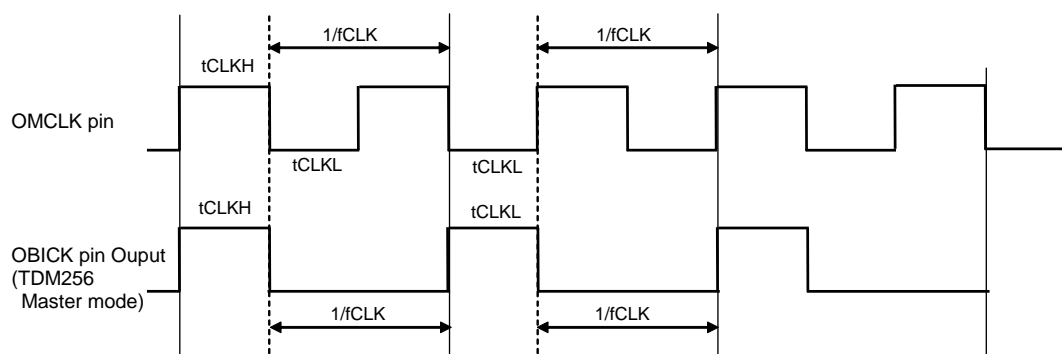 1/fCLK
1/fCLK
tCLKH
OMCLK pin
tCLKL
tCLKL
tCLKH
tCLKL
OBICK pin Ouput
(TDM256
Master mode)
1/fCLK
1/fCLK